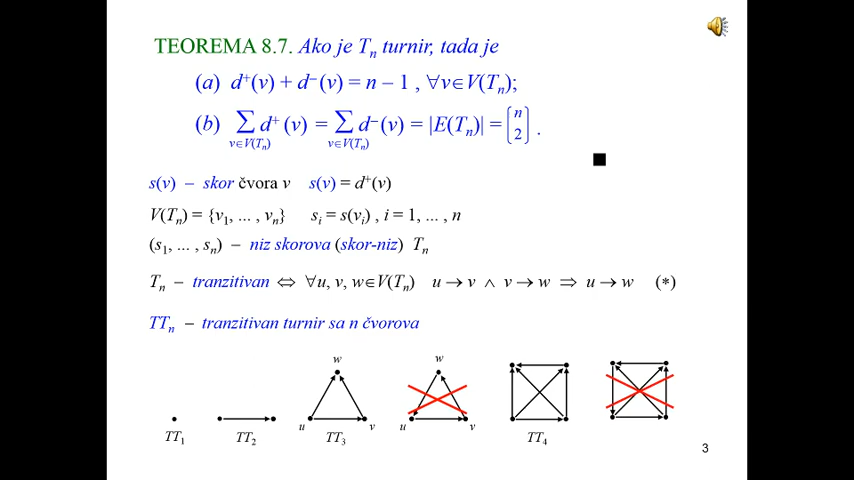 TEOREMA 8.7. Ako je Tₙ turnir, tada je
(a) d⁺(v) + d⁻(v) = n – 1 , ∀v∈V(Tₙ);
(b) ∑ d⁺(v) = ∑ d⁻(v) = |E(Tₙ)| = [n 2] .
v∈V(Tₙ) v∈V(Tₙ)
s(v) – skor čvora v s(v) = d⁺(v)
V(Tₙ) = {v₁, ... , vₙ} sᵢ = s(vᵢ) , i = 1, ... , n
(s₁, ... , sₙ) – niz skorova (skor-niz) Tₙ
Tₙ – tranzitivan ⇔ ∀u, v, w∈V(Tₙ) u → v ∧ v → w ⇒ u → w (∗)
TTₙ – tranzitivan turnir sa n čvorova
w w
u v u v
TT₁ TT₂ TT₃ TT₄
3